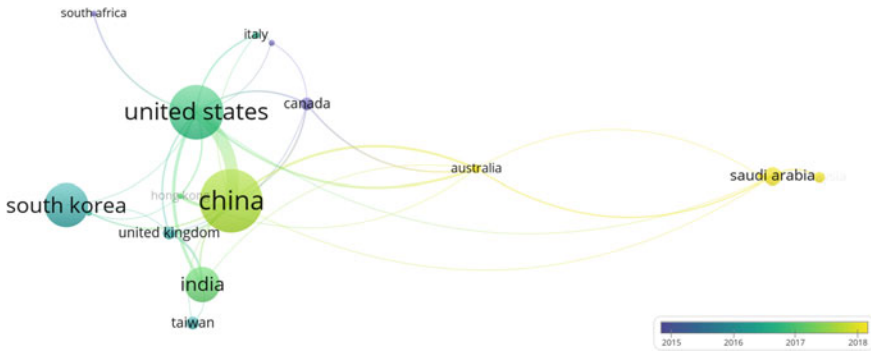 south africa
italy
united states
canada
australia
saudi arabia
hong kong
china
south korea
united kingdom
india
taiwan
2015 2016 2017 2018